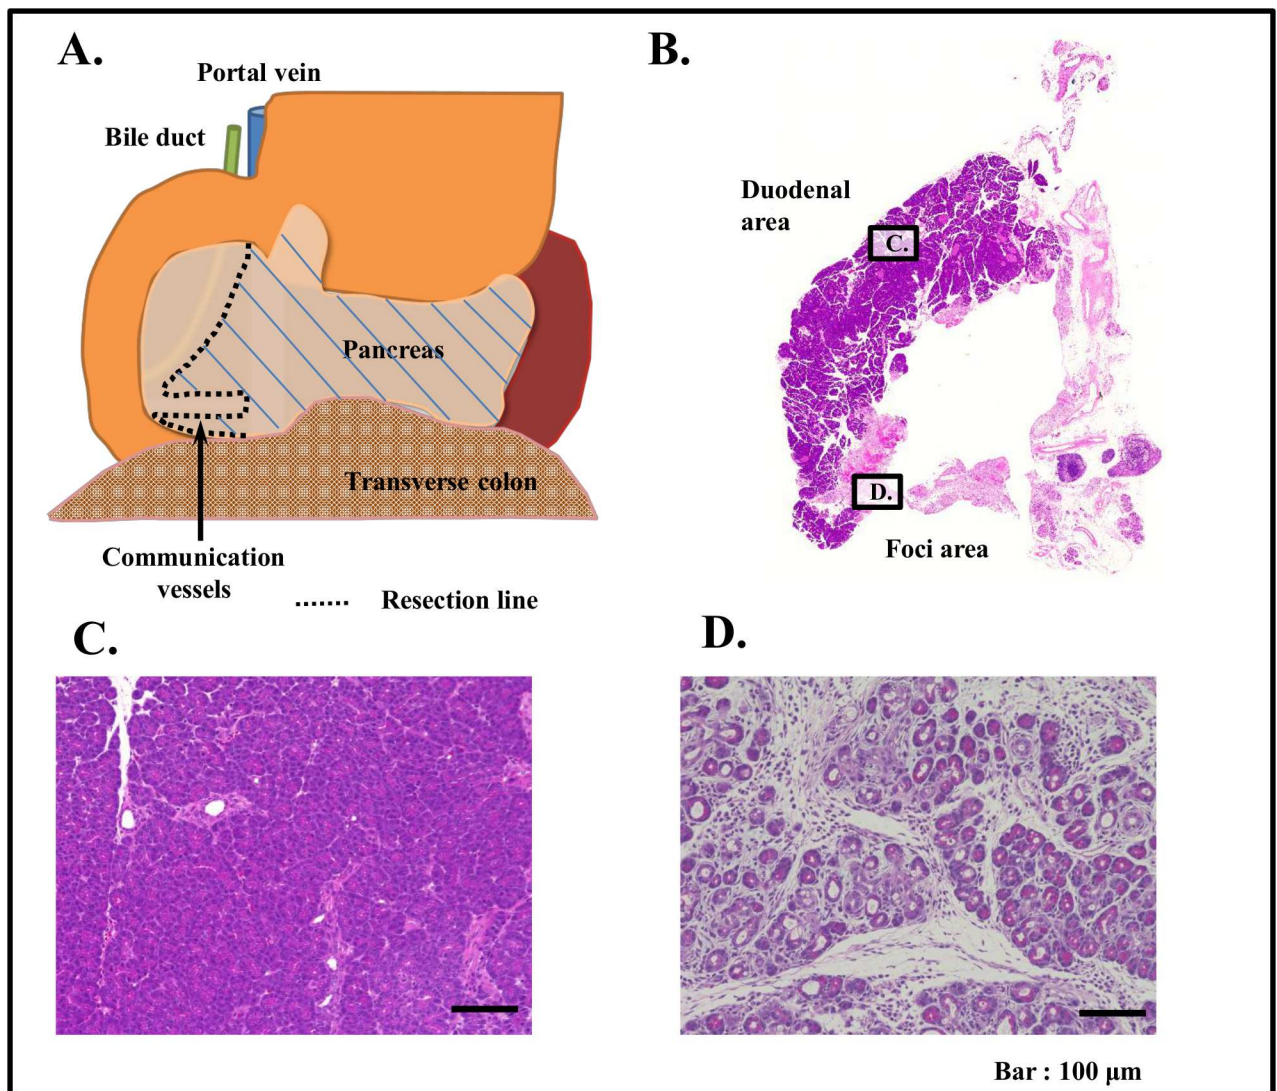 A.
Portal vein
Bile duct
Pancreas
Transverse colon
Communication
vessels
Resection line
B.
Duodenal
area
C.
D.
Foci area
C.
D.
Bar : 100 μm